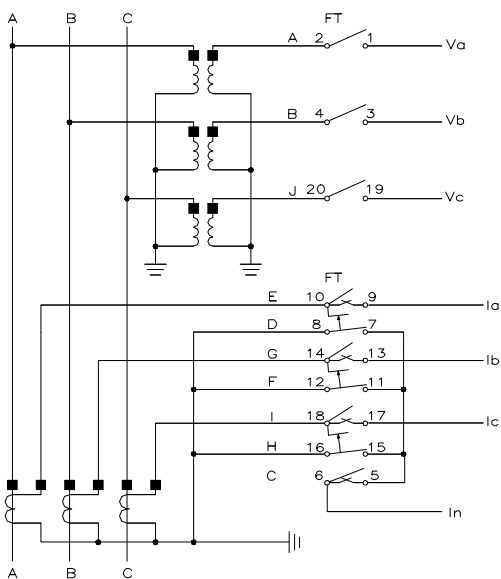 A B C FT
A 2 1 Va
B 4 3 Vb
J 20 19 Vc
FT
E 10 9 Ia
D 8 7
G 14 13 Ib
F 12 11
I 18 17 Ic
H 16 15
C 6 5
In
A B C